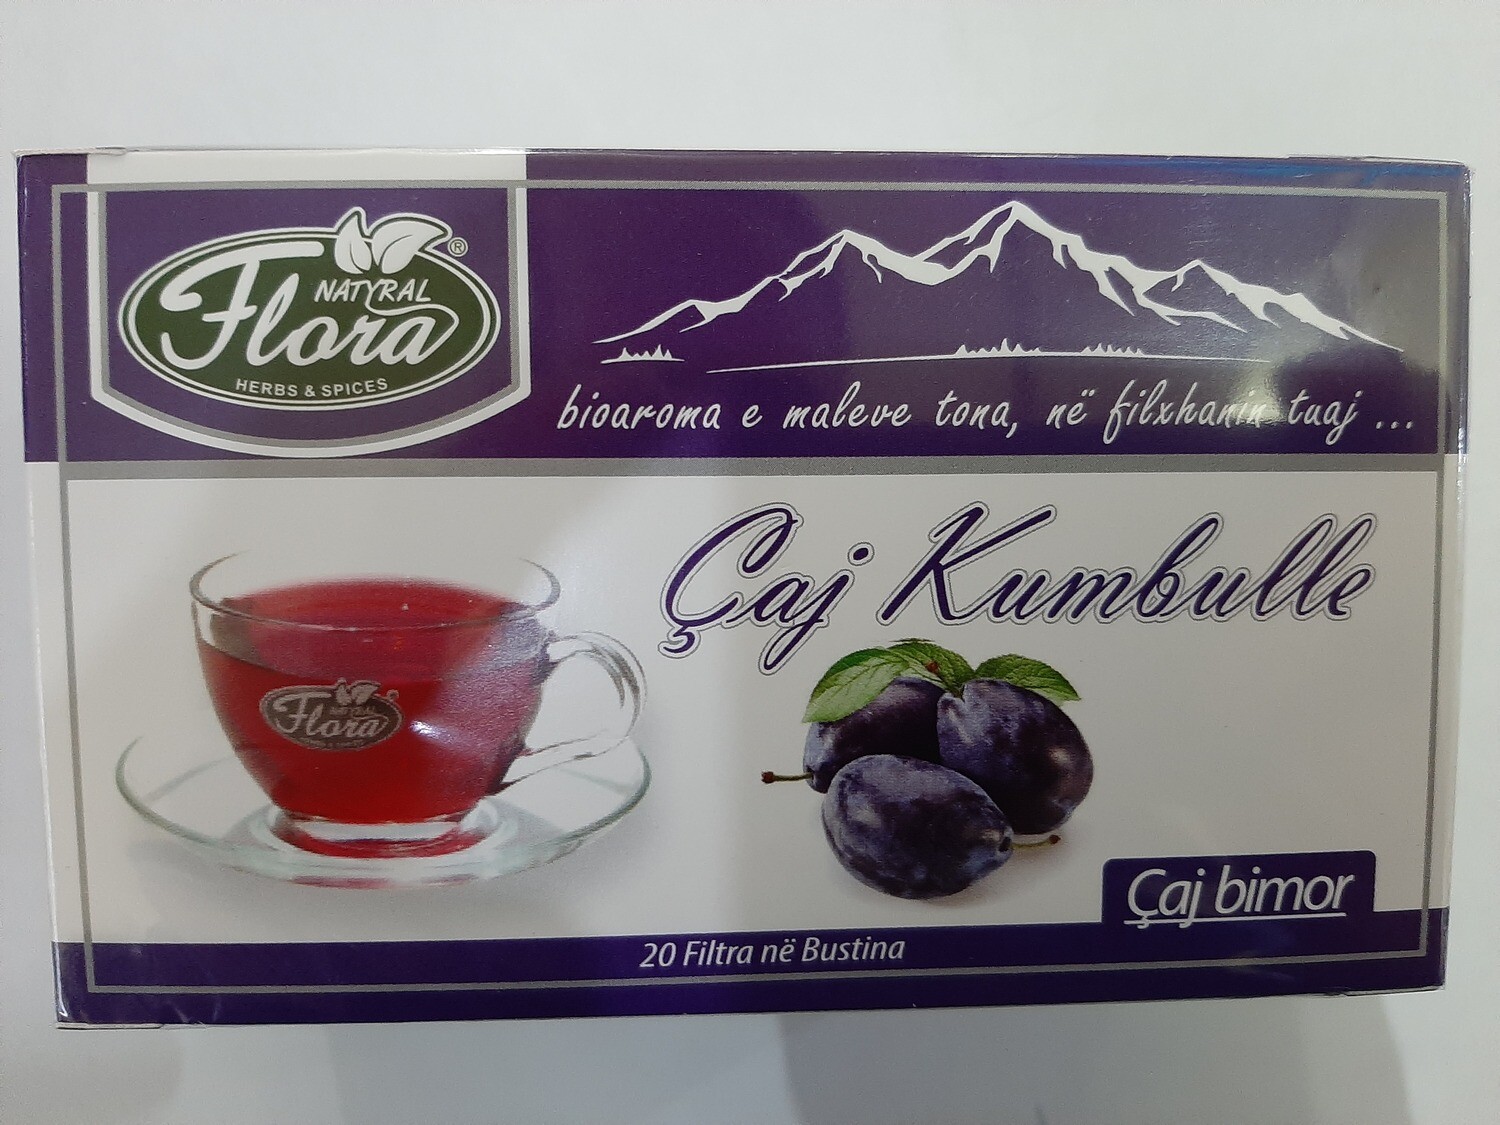 NATYRAL
Flora ®
HERBS & SPICES
bioaroma e maleve tona, në filxhanin tuaj ...
Çaj Kumbulle
Flora
Çaj bimor
20 Filtra në Bustina